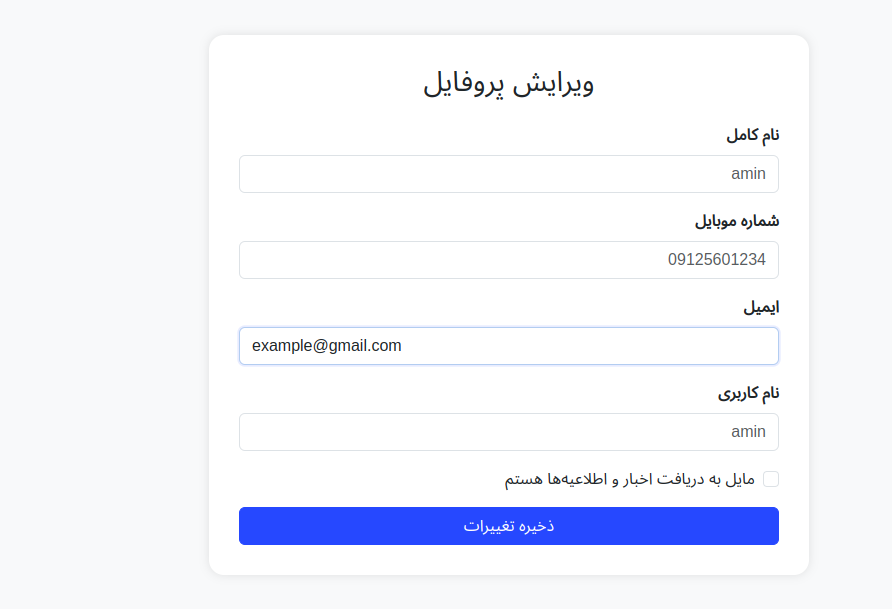 ویرایش پروفایل
نام کامل
amin
شماره موبایل
09125601234
ایمیل
example@gmail.com
نام کاربری
amin
مایل به دریافت اخبار و اطلاعیه‌ها هستم
ذخیره تغییرات